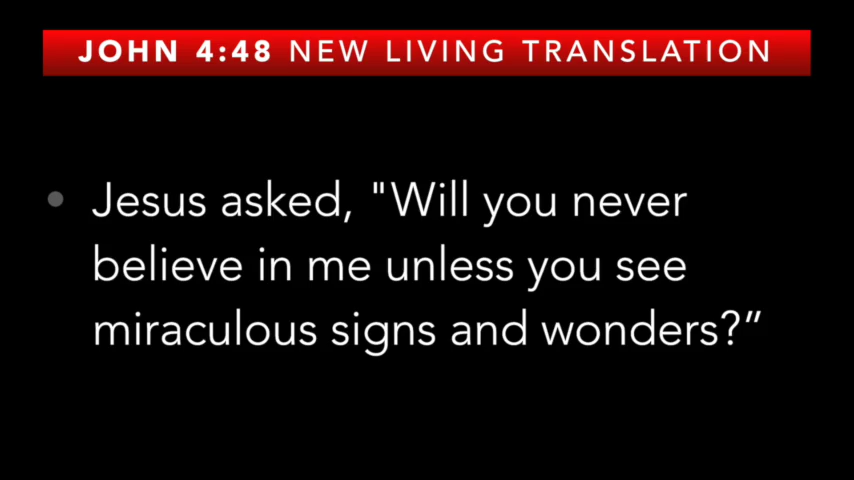 JOHN 4:48 NEW LIVING TRANSLATION
• Jesus asked, "Will you never
believe in me unless you see
miraculous signs and wonders?”